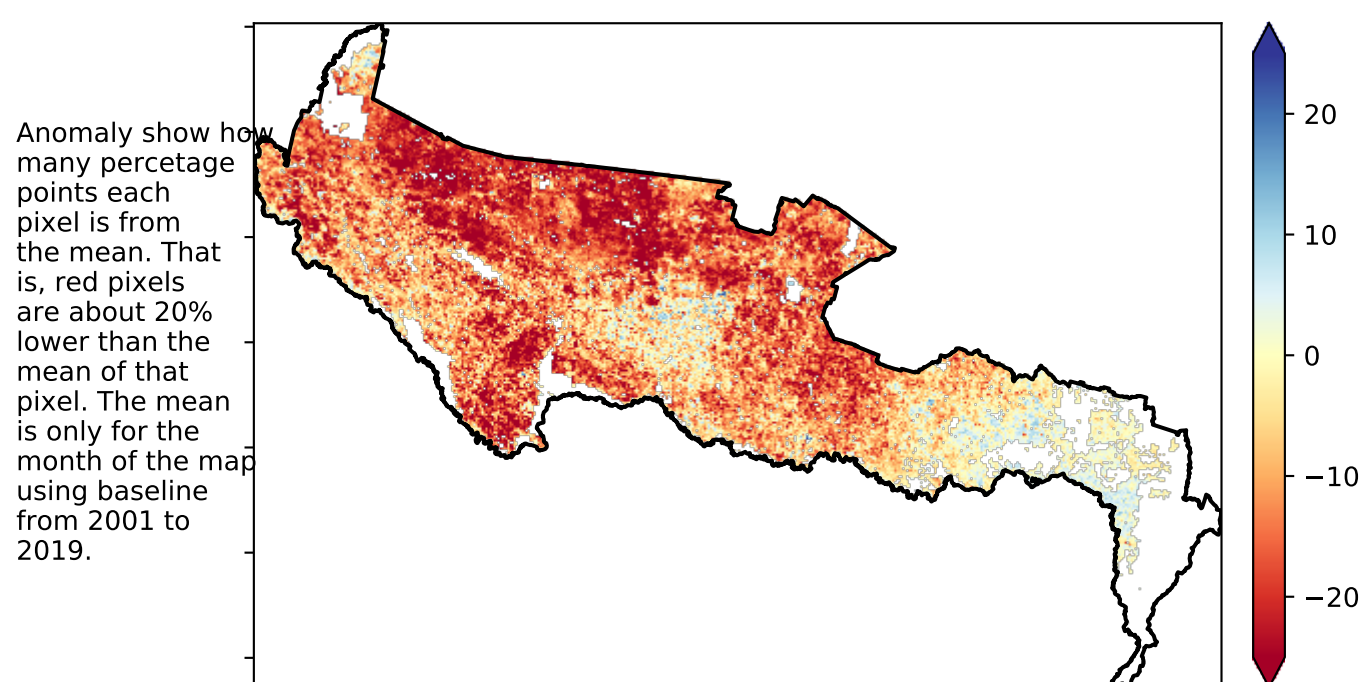 Anomaly show how
many percetage
points each
pixel is from
the mean. That
is, red pixels
are about 20%
lower than the
mean of that
pixel. The mean
is only for the
month of the map
using baseline
from 2001 to
2019.
20
10
0
−10
−20